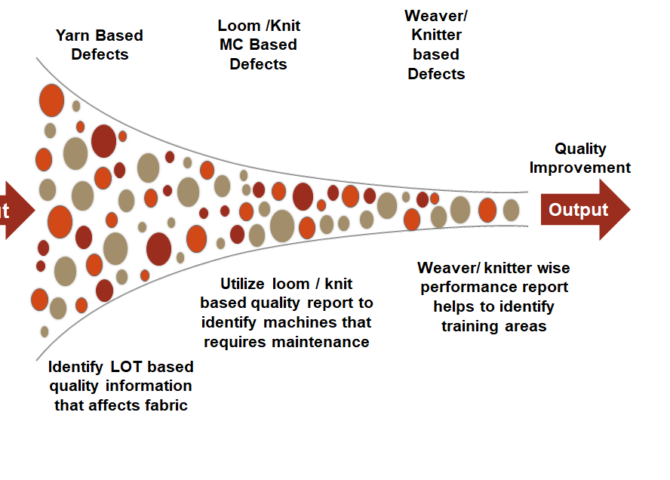 Yarn Based
Defects
Loom /Knit
MC Based
Defects
Weaver/
Knitter
based
Defects
Quality
Improvement
Output
Utilize loom / knit
based quality report to
identify machines that
requires maintenance
Weaver/ knitter wise
performance report
helps to identify
training areas
Identify LOT based
quality information
that affects fabric